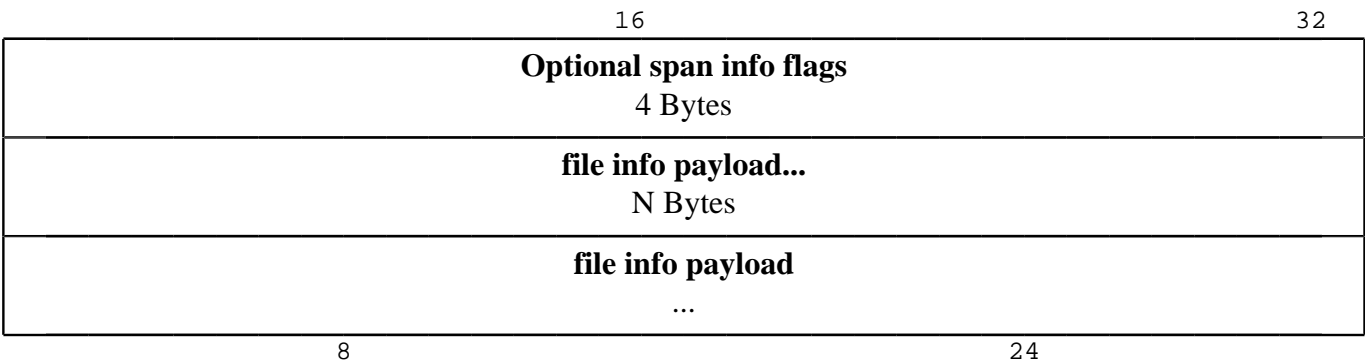 16 32
Optional span info flags
4 Bytes
file info payload...
N Bytes
file info payload
...
8 24